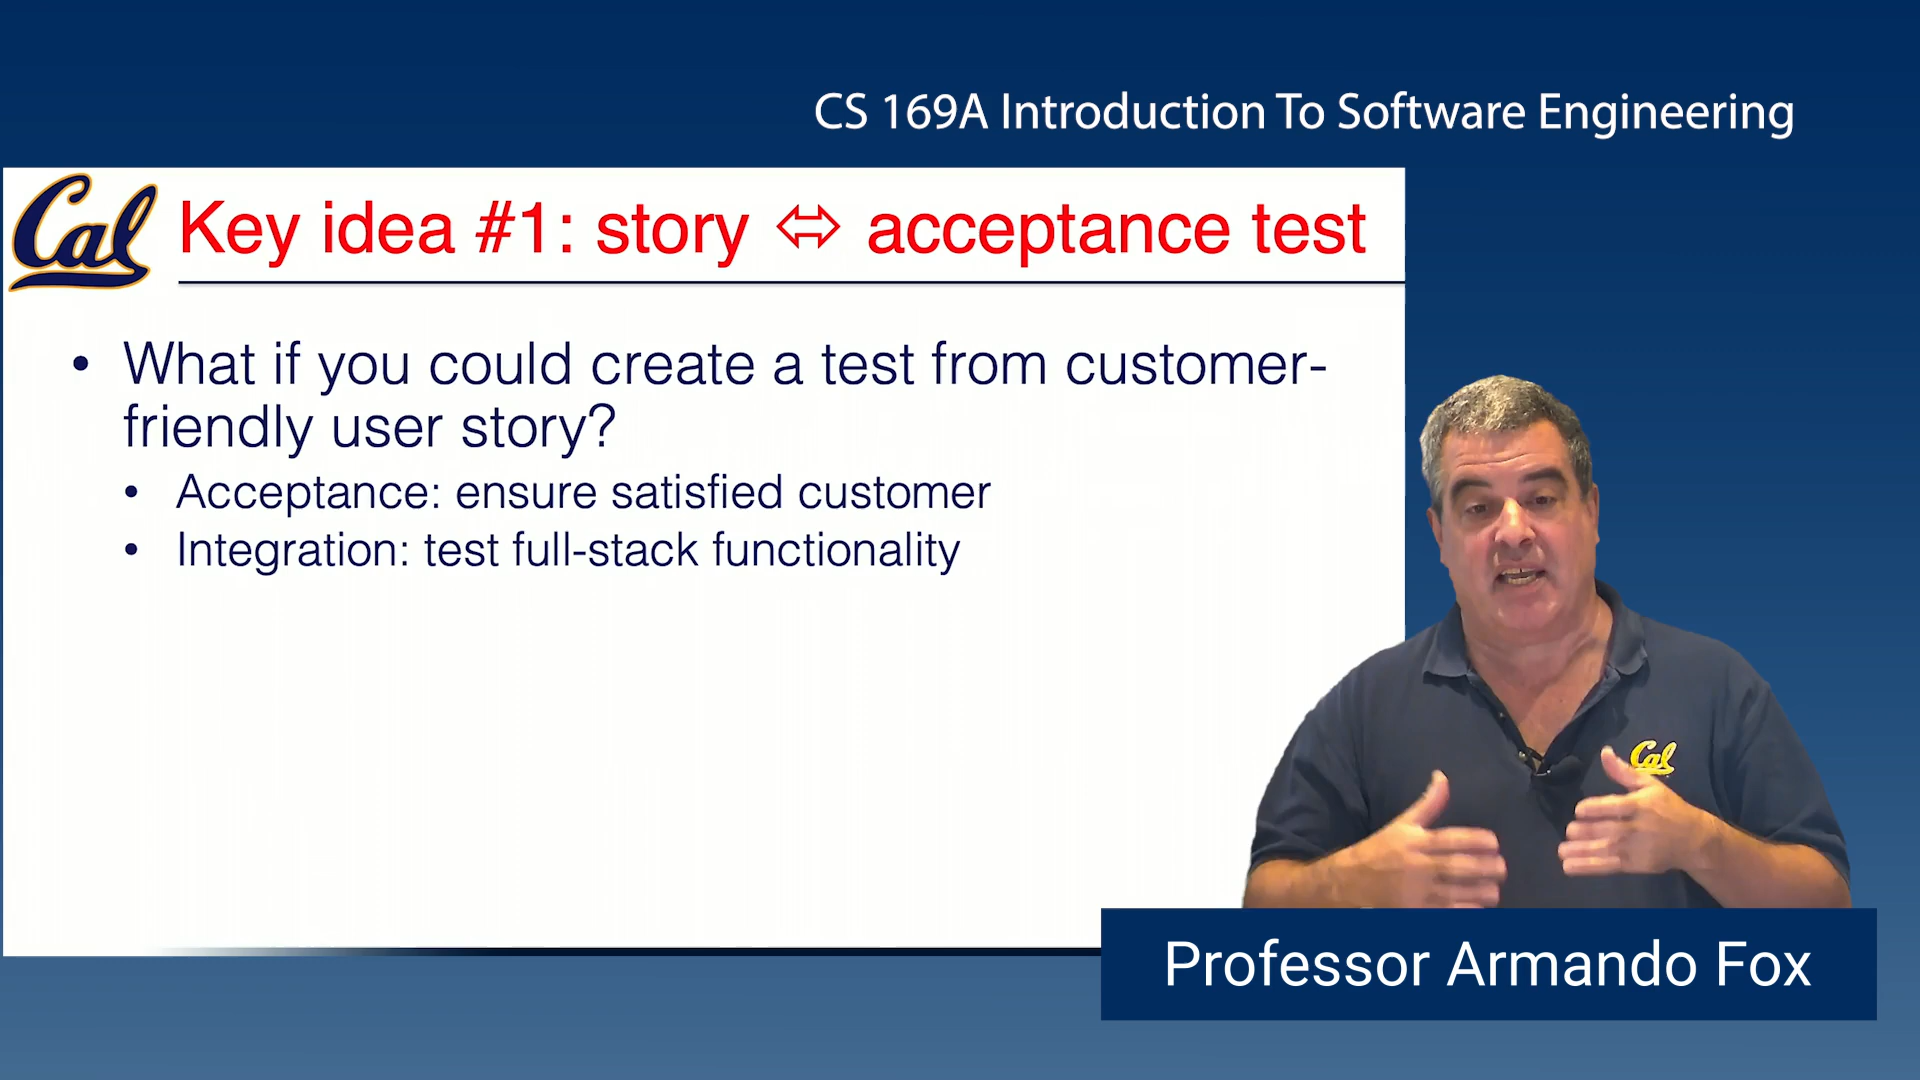 CS 169A Introduction To Software Engineering
Cal
Key idea #1: story ⬄ acceptance test
• What if you could create a test from customer-
friendly user story?
• Acceptance: ensure satisfied customer
• Integration: test full-stack functionality
Cal
Professor Armando Fox